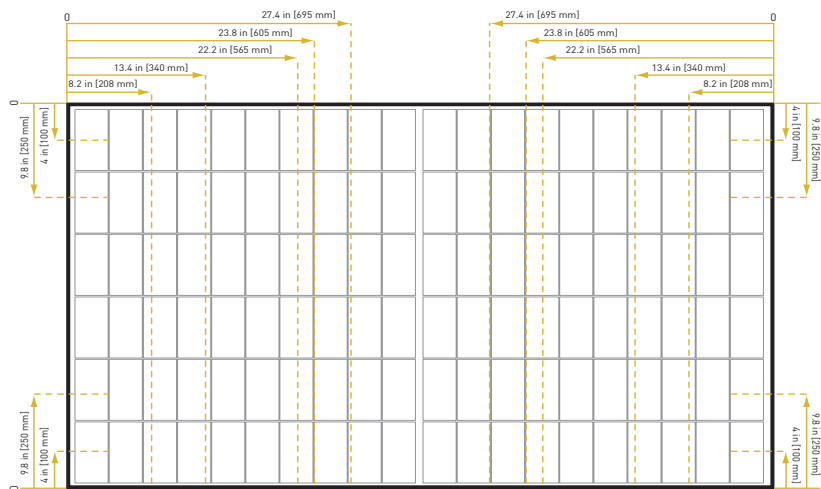 27.4 in [695 mm]
27.4 in [695 mm]
0
0
23.8 in [605 mm]
23.8 in [605 mm]
22.2 in [565 mm]
22.2 in [565 mm]
13.4 in [340 mm]
13.4 in [340 mm]
8.2 in [208 mm]
8.2 in [208 mm]
0
9.8 in [250 mm]
4 in [100 mm]
4 in [100 mm]
9.8 in [250 mm]
9.8 in [250 mm]
4 in [100 mm]
4 in [100 mm]
9.8 in [250 mm]
0